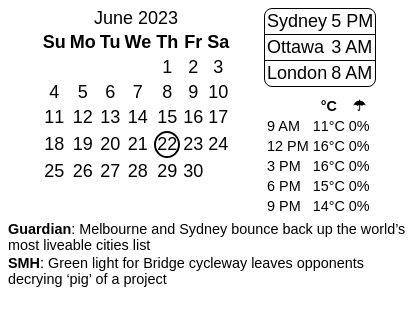 June 2023
Su Mo Tu We Th Fr Sa
1 2 3
4 5 6 7 8 9 10
11 12 13 14 15 16 17
18 19 20 21 22 23 24
25 26 27 28 29 30
Sydney 5 PM
Ottawa 3 AM
London 8 AM
°C ☂
9 AM 11°C 0%
12 PM 16°C 0%
3 PM 16°C 0%
6 PM 15°C 0%
9 PM 14°C 0%
Guardian: Melbourne and Sydney bounce back up the world’s
most liveable cities list
SMH: Green light for Bridge cycleway leaves opponents
decrying ‘pig’ of a project